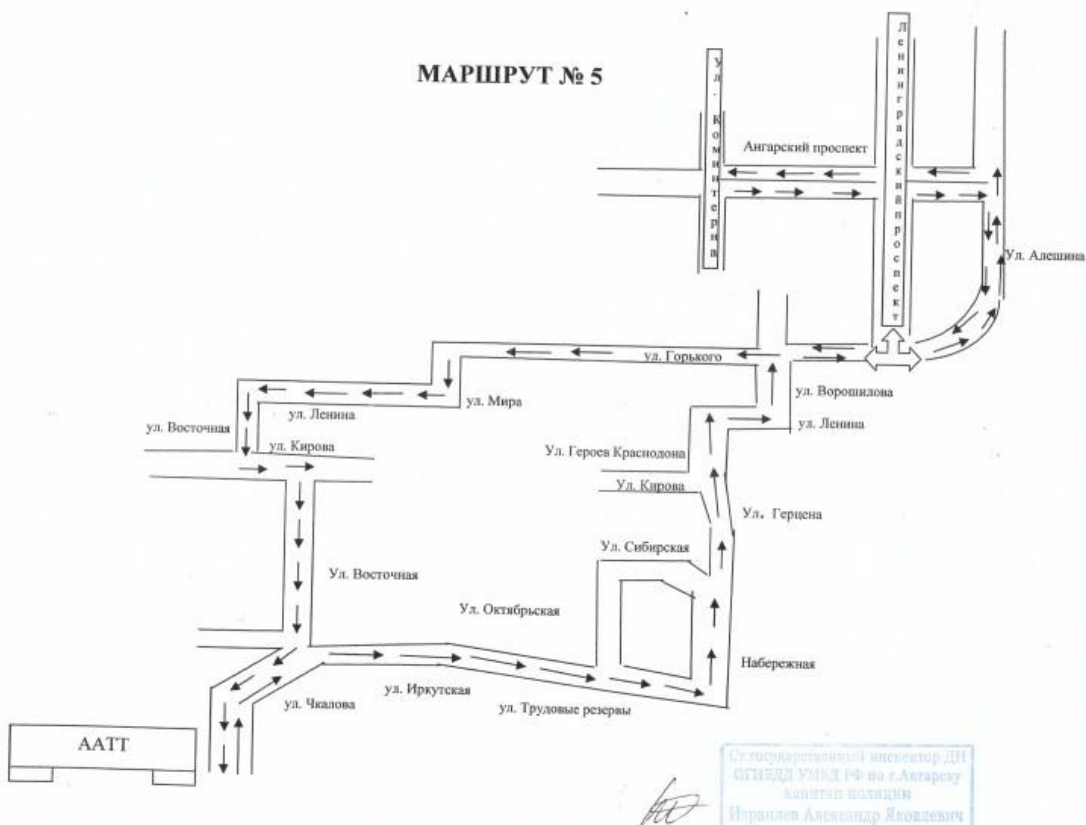 МАРШРУТ № 5
Ул. Коминтерна
Ленинградский проспект
Ангарский проспект
Ул. Алешина
ул. Горького
ул. Ворошилова
ул. Мира
ул. Ленина
ул. Ленина
ул. Восточная
ул. Кирова
Ул. Героев Краснодона
Ул. Кирова
Ул. Герцена
Ул. Сибирская
Ул. Восточная
Ул. Октябрьская
Набережная
ул. Иркутская
ул. Чкалова
ул. Трудовые резервы
ААТТ
Ст.государственный инспектор ДН
ОГИБДД УМВД РФ по г.Ангарску
капитан полиции
Александр Яковлевич